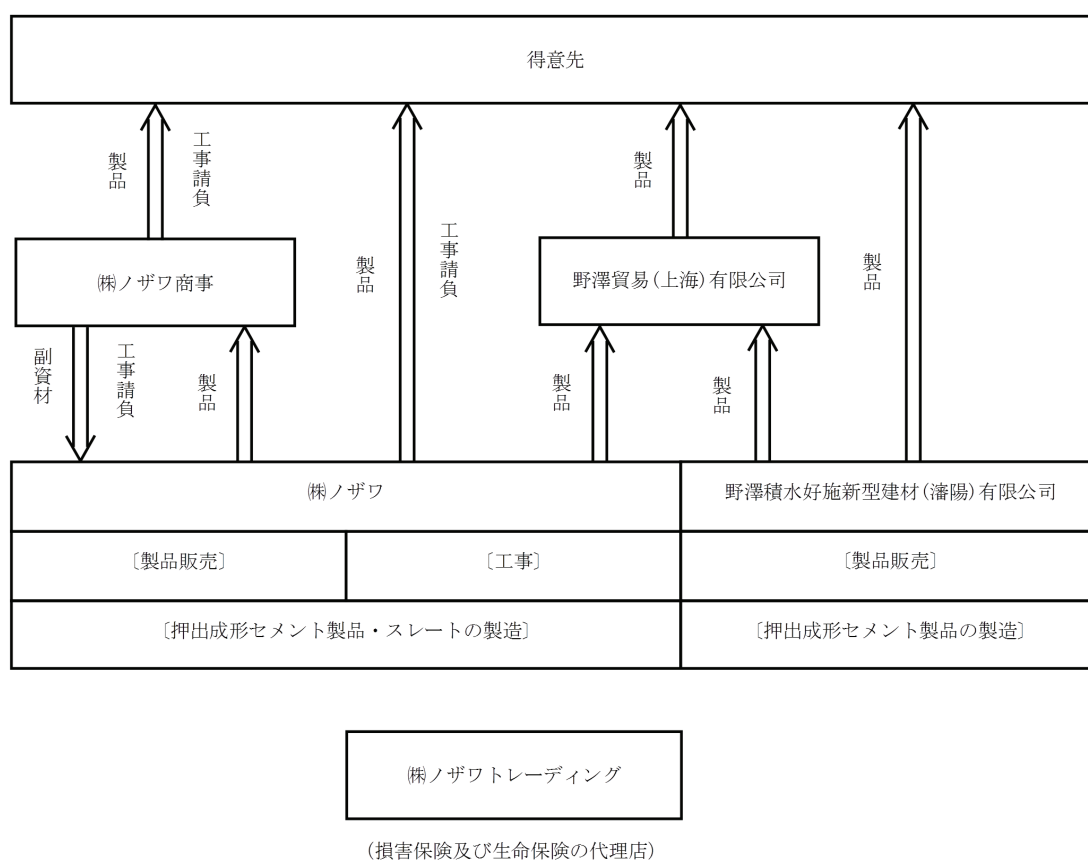 得意先
製品
工事請負
製品
工事請負
製品
製品
㈱ノザワ商事
野澤貿易(上海)有限公司
副資材
工事請負
製品
製品
製品
㈱ノザワ
野澤積水好施新型建材(瀋陽)有限公司
〔製品販売〕
〔工事〕
〔製品販売〕
〔押出成形セメント製品・スレートの製造〕
〔押出成形セメント製品の製造〕
㈱ノザワトレーディング
(損害保険及び生命保険の代理店)